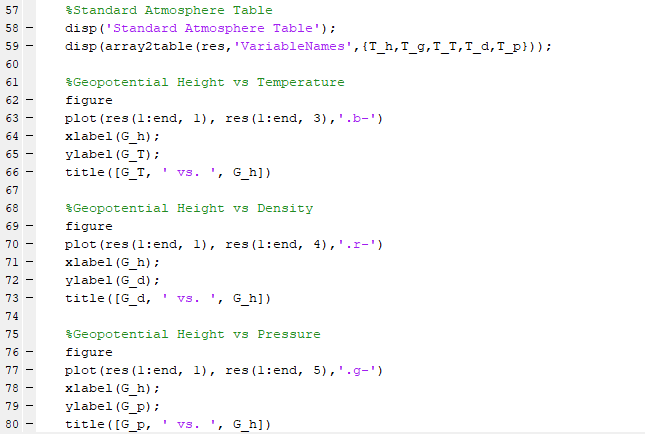 57 %Standard Atmosphere Table
58 – disp('Standard Atmosphere Table');
59 – disp(array2table(res,'VariableNames',{T_h,T_g,T_T,T_d,T_p}));
60
61 %Geopotential Height vs Temperature
62 – figure
63 – plot(res(1:end, 1), res(1:end, 3),'.b-')
64 – xlabel(G_h);
65 – ylabel(G_T);
66 – title([G_T, ' vs. ', G_h])
67
68 %Geopotential Height vs Density
69 – figure
70 – plot(res(1:end, 1), res(1:end, 4),'.r-')
71 – xlabel(G_h);
72 – ylabel(G_d);
73 – title([G_d, ' vs. ', G_h])
74
75 %Geopotential Height vs Pressure
76 – figure
77 – plot(res(1:end, 1), res(1:end, 5),'.g-')
78 – xlabel(G_h);
79 – ylabel(G_p);
80 – title([G_p, ' vs. ', G_h])